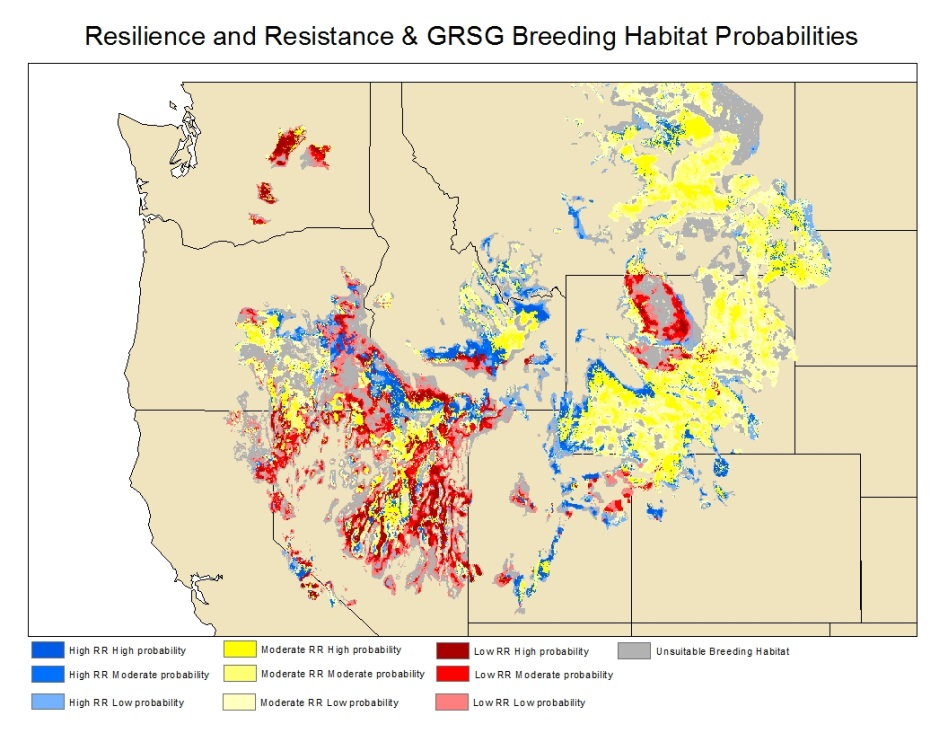 Resilience and Resistance & GRSG Breeding Habitat Probabilities
High RR High probability
Moderate RR High probability
Low RR High probability
Unsuitable Breeding Habitat
High RR Moderate probability
Moderate RR Moderate probability
Low RR Moderate probability
High RR Low probability
Moderate RR Low probability
Low RR Low probability